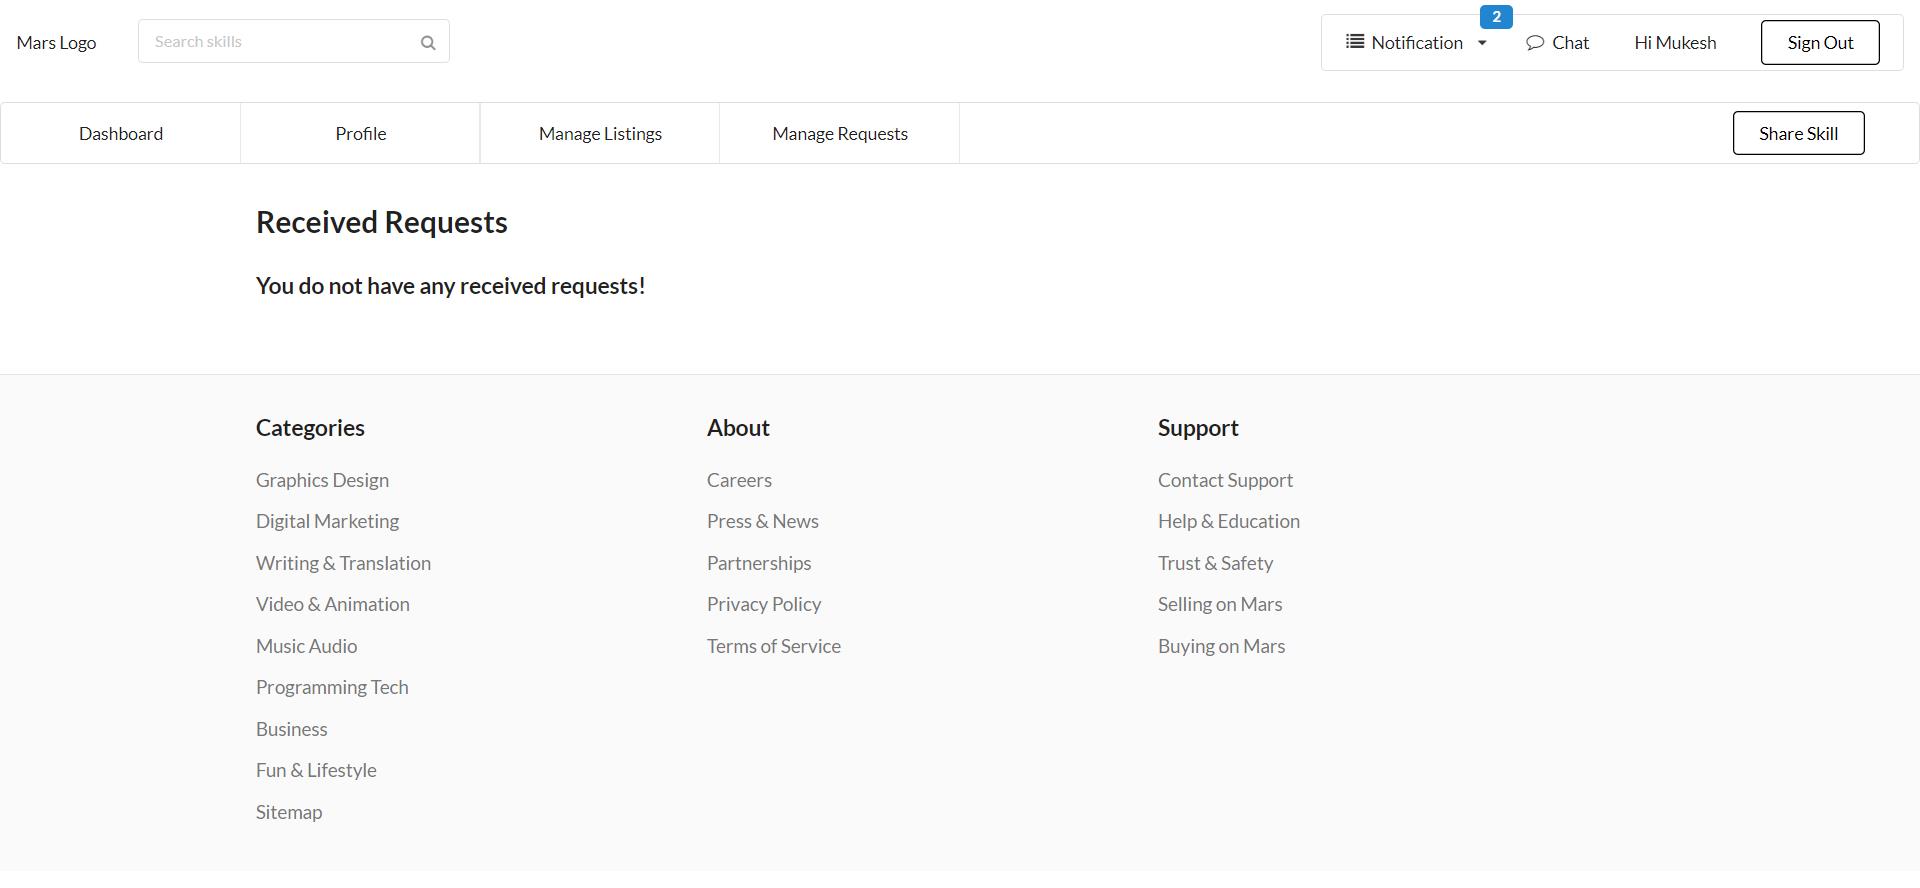 Mars Logo
Search skills
2
Notification
Chat
Hi Mukesh
Sign Out
Dashboard
Profile
Manage Listings
Manage Requests
Share Skill
Received Requests
You do not have any received requests!
Categories
Graphics Design
Digital Marketing
Writing & Translation
Video & Animation
Music Audio
Programming Tech
Business
Fun & Lifestyle
Sitemap
About
Careers
Press & News
Partnerships
Privacy Policy
Terms of Service
Support
Contact Support
Help & Education
Trust & Safety
Selling on Mars
Buying on Mars